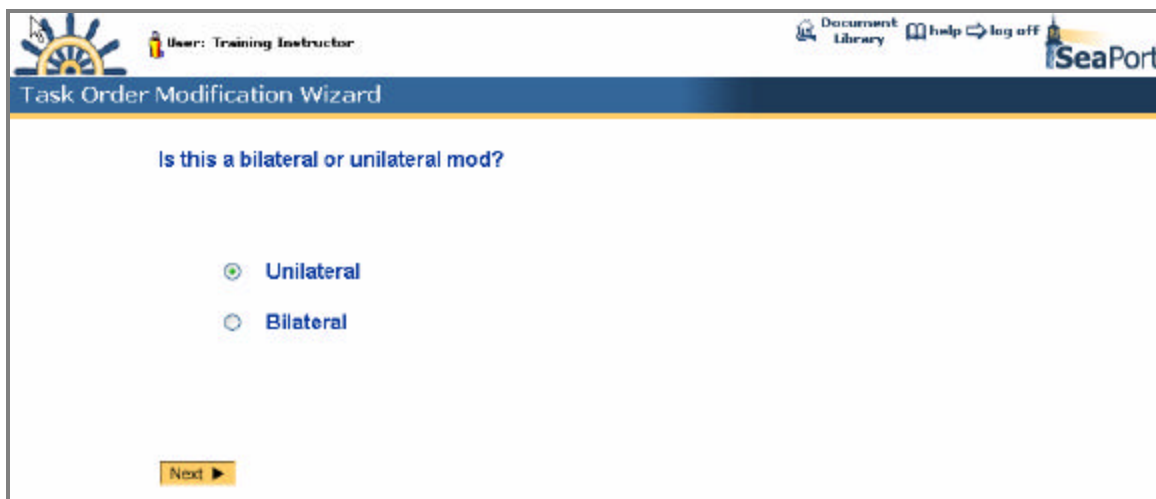 User: Training Instructor
Document Library
help
log off
SeaPort
Task Order Modification Wizard
Is this a bilateral or unilateral mod?
Unilateral
Bilateral
Next